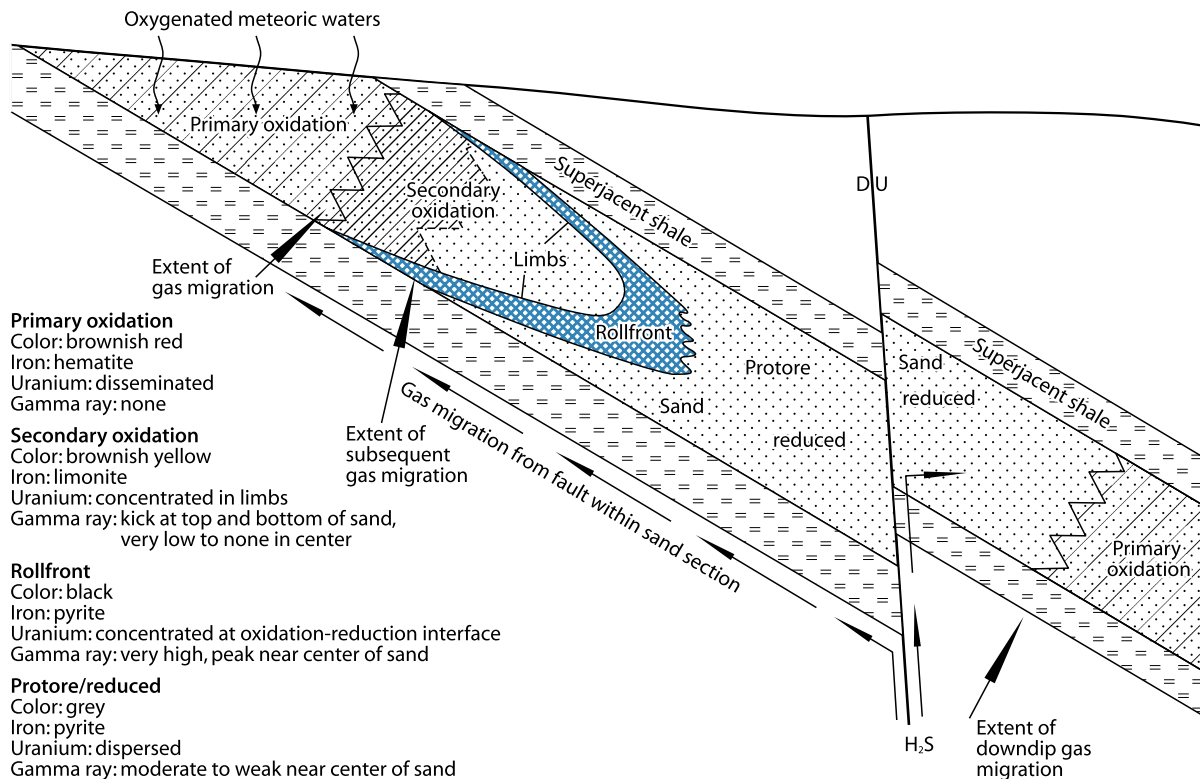 Oxygenated meteoric waters
Primary oxidation
Secondary
oxidation
Superjacent shale
D U
Limbs
Extent of
gas migration
Rollfront
Protore
Sand
reduced
Sand
reduced
Superjacent shale
Extent of
subsequent
gas migration
Gas migration from fault within sand section
Primary
oxidation
H₂S
Extent of
downdip gas
migration
Primary oxidation
Color: brownish red
Iron: hematite
Uranium: disseminated
Gamma ray: none
Secondary oxidation
Color: brownish yellow
Iron: limonite
Uranium: concentrated in limbs
Gamma ray: kick at top and bottom of sand,
very low to none in center
Rollfront
Color: black
Iron: pyrite
Uranium: concentrated at oxidation-reduction interface
Gamma ray: very high, peak near center of sand
Protore/reduced
Color: grey
Iron: pyrite
Uranium: dispersed
Gamma ray: moderate to weak near center of sand